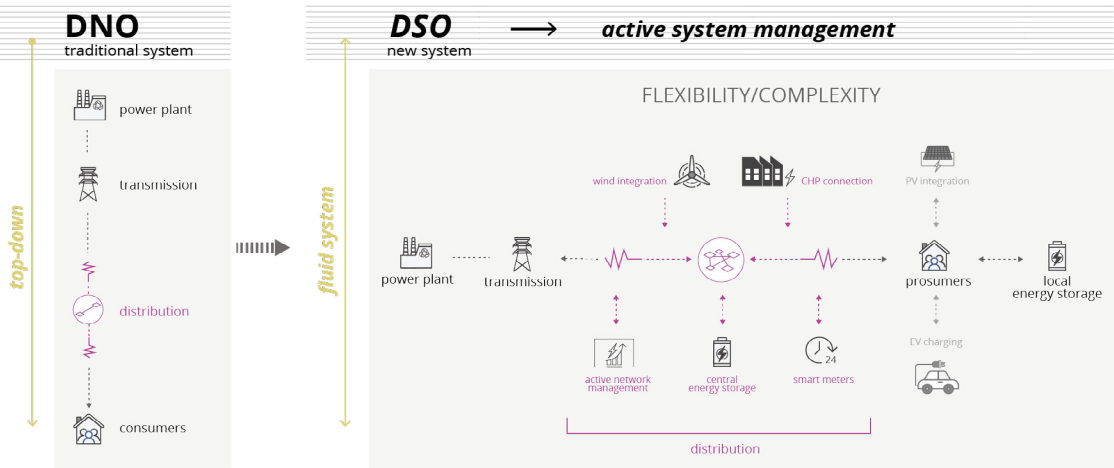 DNO
traditional system
top-down
power plant
transmission
distribution
consumers
DSO
new system
active system management
fluid system
FLEXIBILITY/COMPLEXITY
wind integration
CHP connection
PV integration
power plant
transmission
prosumers
local
energy storage
active network
management
central
energy storage
24
smart meters
EV charging
distribution